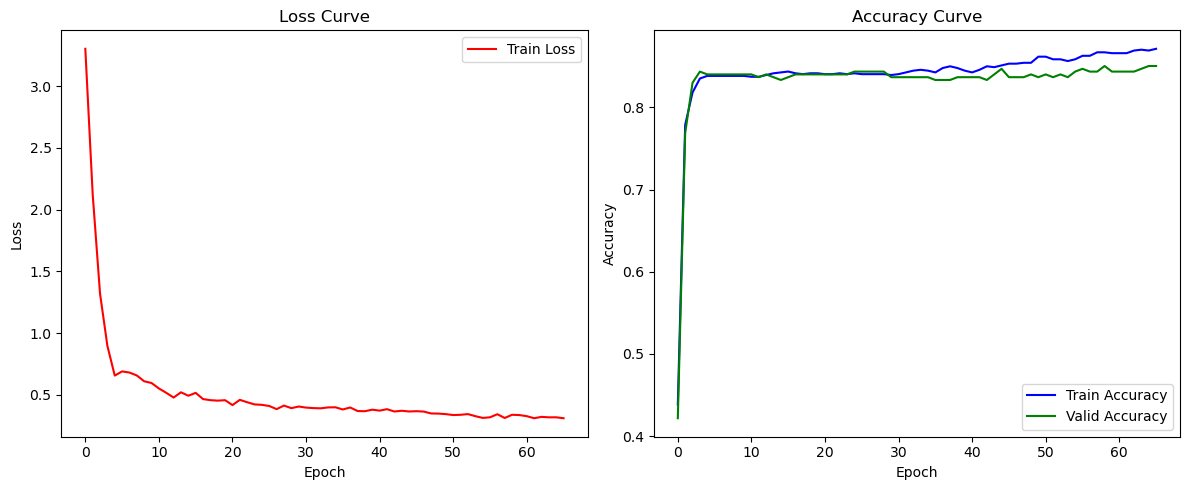 Loss Curve
Train Loss
3.0
2.5
2.0
1.5
1.0
0.5
Loss
0 10 20 30 40 50 60
Epoch
Accuracy Curve
0.8
0.7
0.6
0.5
0.4
Accuracy
Train Accuracy
Valid Accuracy
0 10 20 30 40 50 60
Epoch